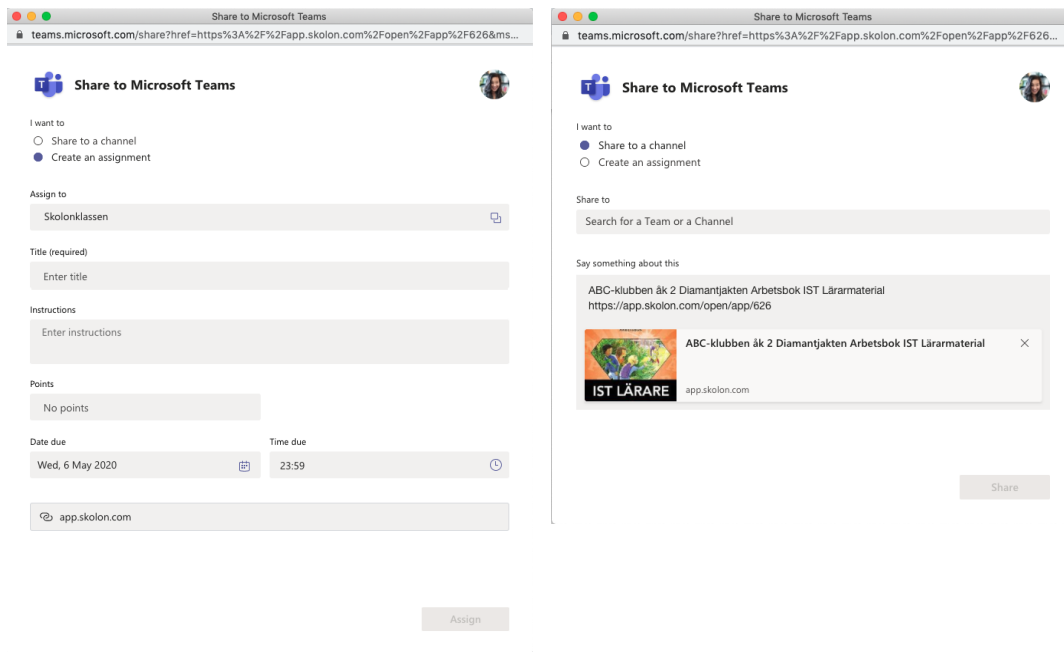 Share to Microsoft Teams
teams.microsoft.com/share?href=https%3A%2F%2Fapp.skolon.com%2Fopen%2Fapp%2F626&ms...
Share to Microsoft Teams
I want to
Share to a channel
Create an assignment
Assign to
Skolonklassen
Title (required)
Enter title
Instructions
Enter instructions
Points
No points
Date due
Time due
Wed, 6 May 2020
23:59
app.skolon.com
Assign
Share to Microsoft Teams
teams.microsoft.com/share?href=https%3A%2F%2Fapp.skolon.com%2Fopen%2Fapp%2F626...
Share to Microsoft Teams
I want to
Share to a channel
Create an assignment
Share to
Search for a Team or a Channel
Say something about this
ABC-klubben åk 2 Diamantjakten Arbetsbok IST Lärarmaterial
https://app.skolon.com/open/app/626
ABC-klubben åk 2 Diamantjakten Arbetsbok IST Lärarmaterial
IST LÄRARE
app.skolon.com
Share